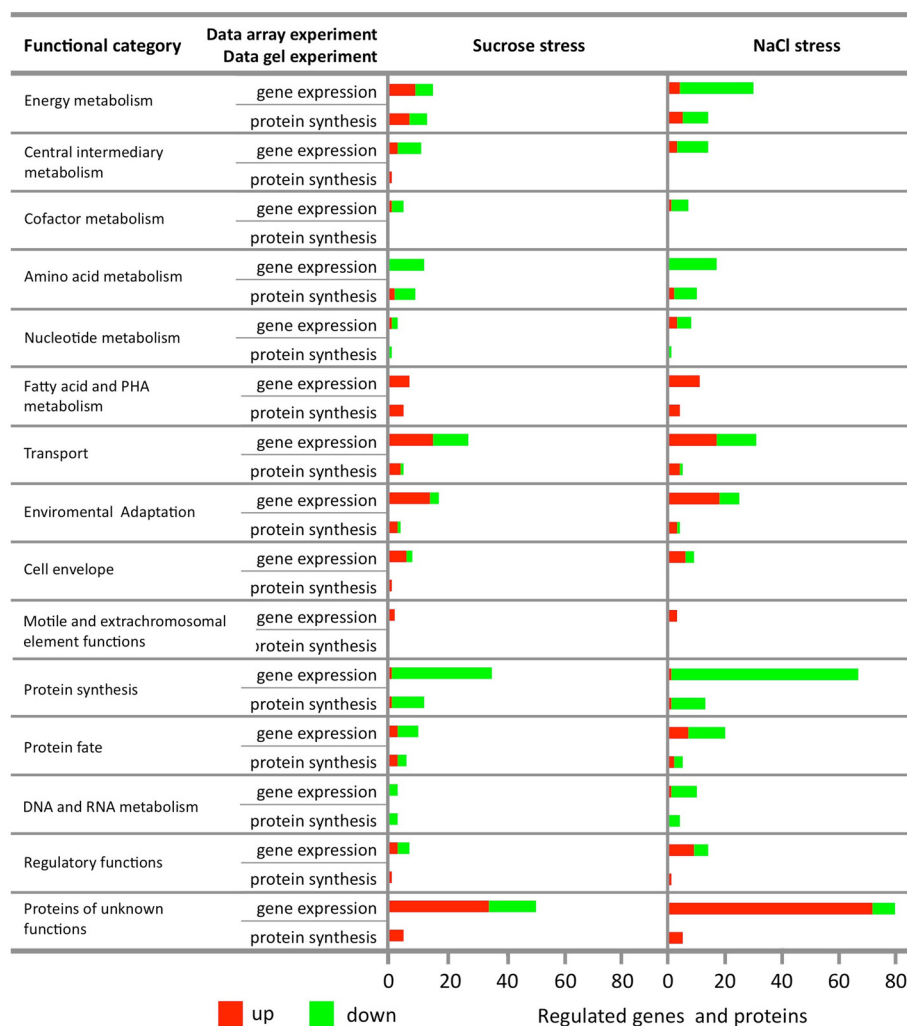 Functional category
Data array experiment
Data gel experiment
Sucrose stress
NaCl stress
Energy metabolism
gene expression
protein synthesis
Central intermediary
metabolism
gene expression
protein synthesis
Cofactor metabolism
gene expression
protein synthesis
Amino acid metabolism
gene expression
protein synthesis
Nucleotide metabolism
gene expression
protein synthesis
Fatty acid and PHA
metabolism
gene expression
protein synthesis
Transport
gene expression
protein synthesis
Enviromental Adaptation
gene expression
protein synthesis
Cell envelope
gene expression
protein synthesis
Motile and extrachromosomal
element functions
gene expression
protein synthesis
Protein synthesis
gene expression
protein synthesis
Protein fate
gene expression
protein synthesis
DNA and RNA metabolism
gene expression
protein synthesis
Regulatory functions
gene expression
protein synthesis
Proteins of unknown
functions
gene expression
protein synthesis
0 20 40 60 80 0 20 40 60 80
up down Regulated genes and proteins